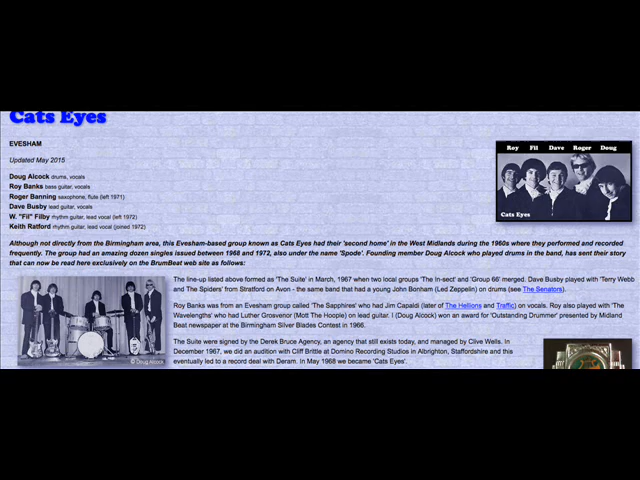 Cats Eyes
EVESHAM
Updated May 2015
Doug Alcock drums, vocals
Roy Banks bass guitar, vocals
Roger Banning saxophone, flute (left 1971)
Dave Busby lead guitar, vocals
W. "Fil" Filby rhythm guitar, lead vocal (left 1972)
Keith Ratford rhythm guitar, lead vocal (joined 1972)
Roy Fil Dave Roger Doug
Cats Eyes
Although not directly from the Birmingham area, this Evesham-based group known as Cats Eyes had their 'second home' in the West Midlands during the 1960s where they performed and recorded
frequently. The group had an amazing dozen singles issued between 1968 and 1972, also under the name 'Spode'. Founding member Doug Alcock who played drums in the band, has sent their story
that can now be read here exclusively on the BrumBeat web site as follows:
The line-up listed above formed as 'The Suite' in March, 1967 when two local groups 'The In-sect' and 'Group 66' merged. Dave Busby played with 'Terry Webb
and The Spiders' from Stratford on Avon - the same band that had a young John Bonham (Led Zeppelin) on drums (see The Senators).
Roy Banks was from an Evesham group called 'The Sapphires' who had Jim Capaldi (later of The Hellions and Traffic) on vocals. Roy also played with 'The
Wavelengths' who had Luther Grosvenor (Mott The Hoople) on lead guitar. I (Doug Alcock) won an award for 'Outstanding Drummer' presented by Midland
Beat newspaper at the Birmingham Silver Blades Contest in 1966.
The Suite were signed by the Derek Bruce Agency, an agency that still exists today, and managed by Clive Wells. In
December 1967, we did an audition with Cliff Brittle at Domino Recording Studios in Albrighton, Staffordshire and this
eventually led to a record deal with Deram. In May 1968 we became 'Cats Eyes'.
© Doug Alcock